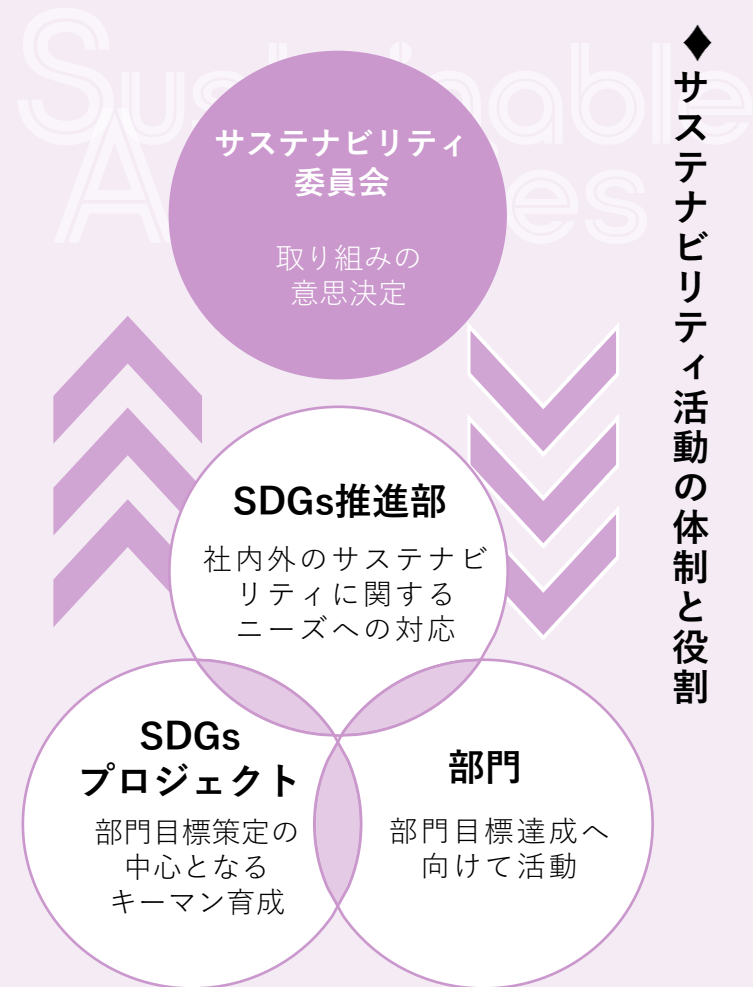 ♦サステナビリティ活動の体制と役割
Sustainable
サステナビリティ
委員会
取り組みの
意思決定
SDGs推進部
社内外のサステナビ
リティに関する
ニーズへの対応
SDGs
プロジェクト
部門目標策定の
中心となる
キーマン育成
部門
部門目標達成へ
向けて活動